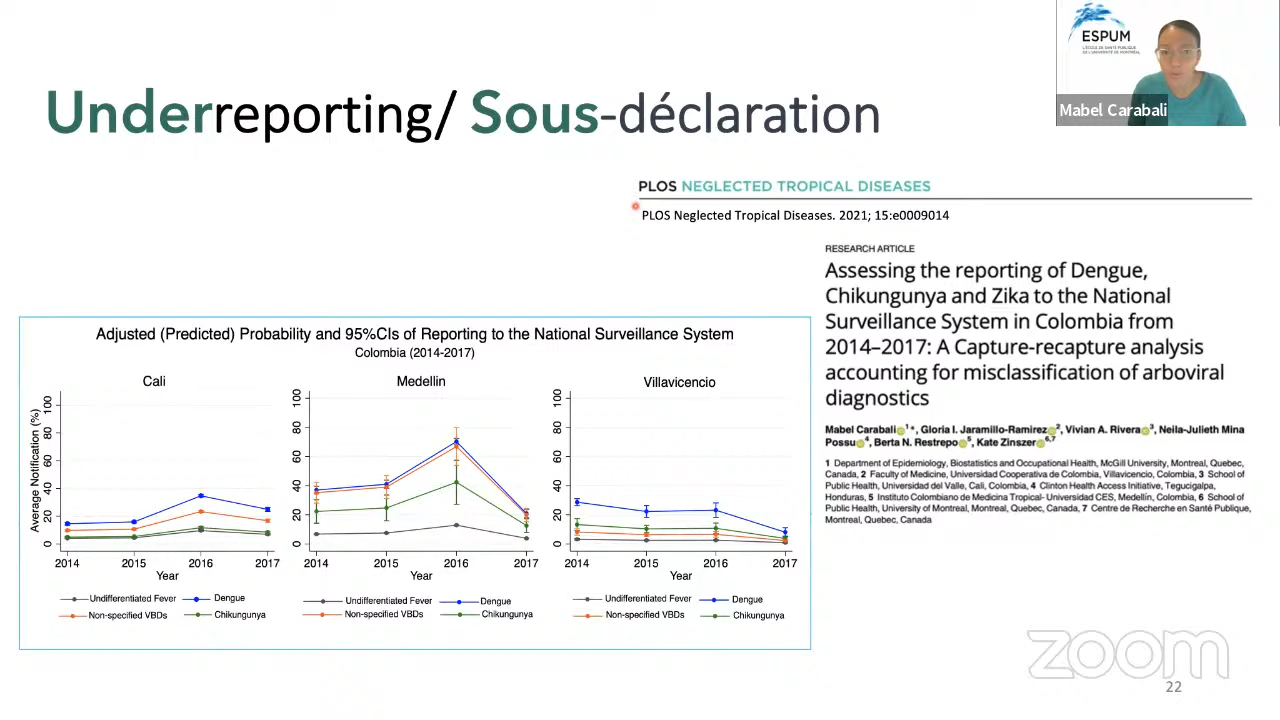 ESPUM
L'ÉCOLE DE SANTÉ PUBLIQUE
DE L'UNIVERSITÉ DE MONTRÉAL
Mabel Carabali
Underreporting/ Sous-déclaration
PLOS NEGLECTED TROPICAL DISEASES
PLOS Neglected Tropical Diseases. 2021; 15:e0009014
RESEARCH ARTICLE
Assessing the reporting of Dengue,
Chikungunya and Zika to the National
Surveillance System in Colombia from
2014–2017: A Capture-recapture analysis
accounting for misclassification of arboviral
diagnostics
Mabel Carabali 1*, Gloria I. Jaramillo-Ramirez 2, Vivian A. Rivera 3, Neila-Julieth Mina
Possu 4, Berta N. Restrepo 5, Kate Zinszer 6,7
1 Department of Epidemiology, Biostatistics and Occupational Health, McGill University, Montreal, Quebec,
Canada, 2 Faculty of Medicine, Universidad Cooperativa de Colombia, Villavicencio, Colombia, 3 School of
Public Health, Universidad del Valle, Cali, Colombia, 4 Clinton Health Access Initiative, Tegucigalpa,
Honduras, 5 Instituto Colombiano de Medicina Tropical- Universidad CES, Medellín, Colombia, 6 School of
Public Health, University of Montreal, Montreal, Quebec, Canada, 7 Centre de Recherche en Santé Publique,
Montreal, Quebec, Canada
Adjusted (Predicted) Probability and 95%CIs of Reporting to the National Surveillance System
Colombia (2014-2017)
Cali
Average Notification (%)
100
80
60
40
20
0
2014 2015 2016 2017
Year
Undifferentiated Fever Dengue
Non-specified VBDs Chikungunya
Medellin
100
80
60
40
20
0
2014 2015 2016 2017
Year
Undifferentiated Fever Dengue
Non-specified VBDs Chikungunya
Villavicencio
100
80
60
40
20
0
2014 2015 2016 2017
Year
Undifferentiated Fever Dengue
Non-specified VBDs Chikungunya
zoom
22